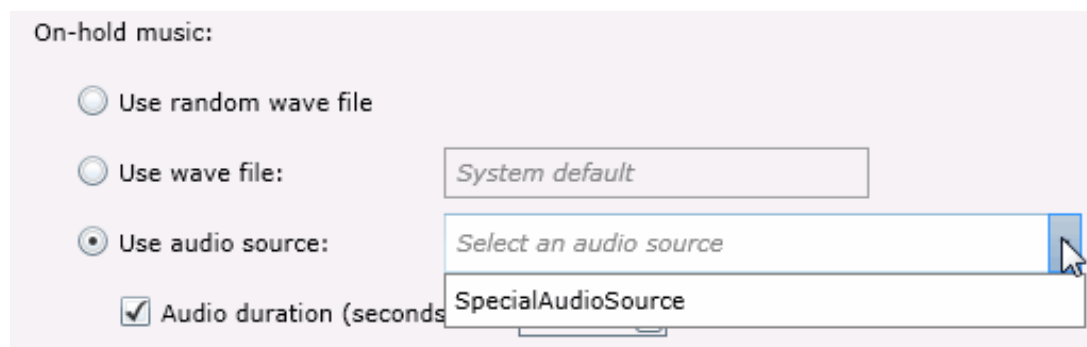 On-hold music:
Use random wave file
Use wave file: System default
Use audio source: Select an audio source
SpecialAudioSource
Audio duration (seconds